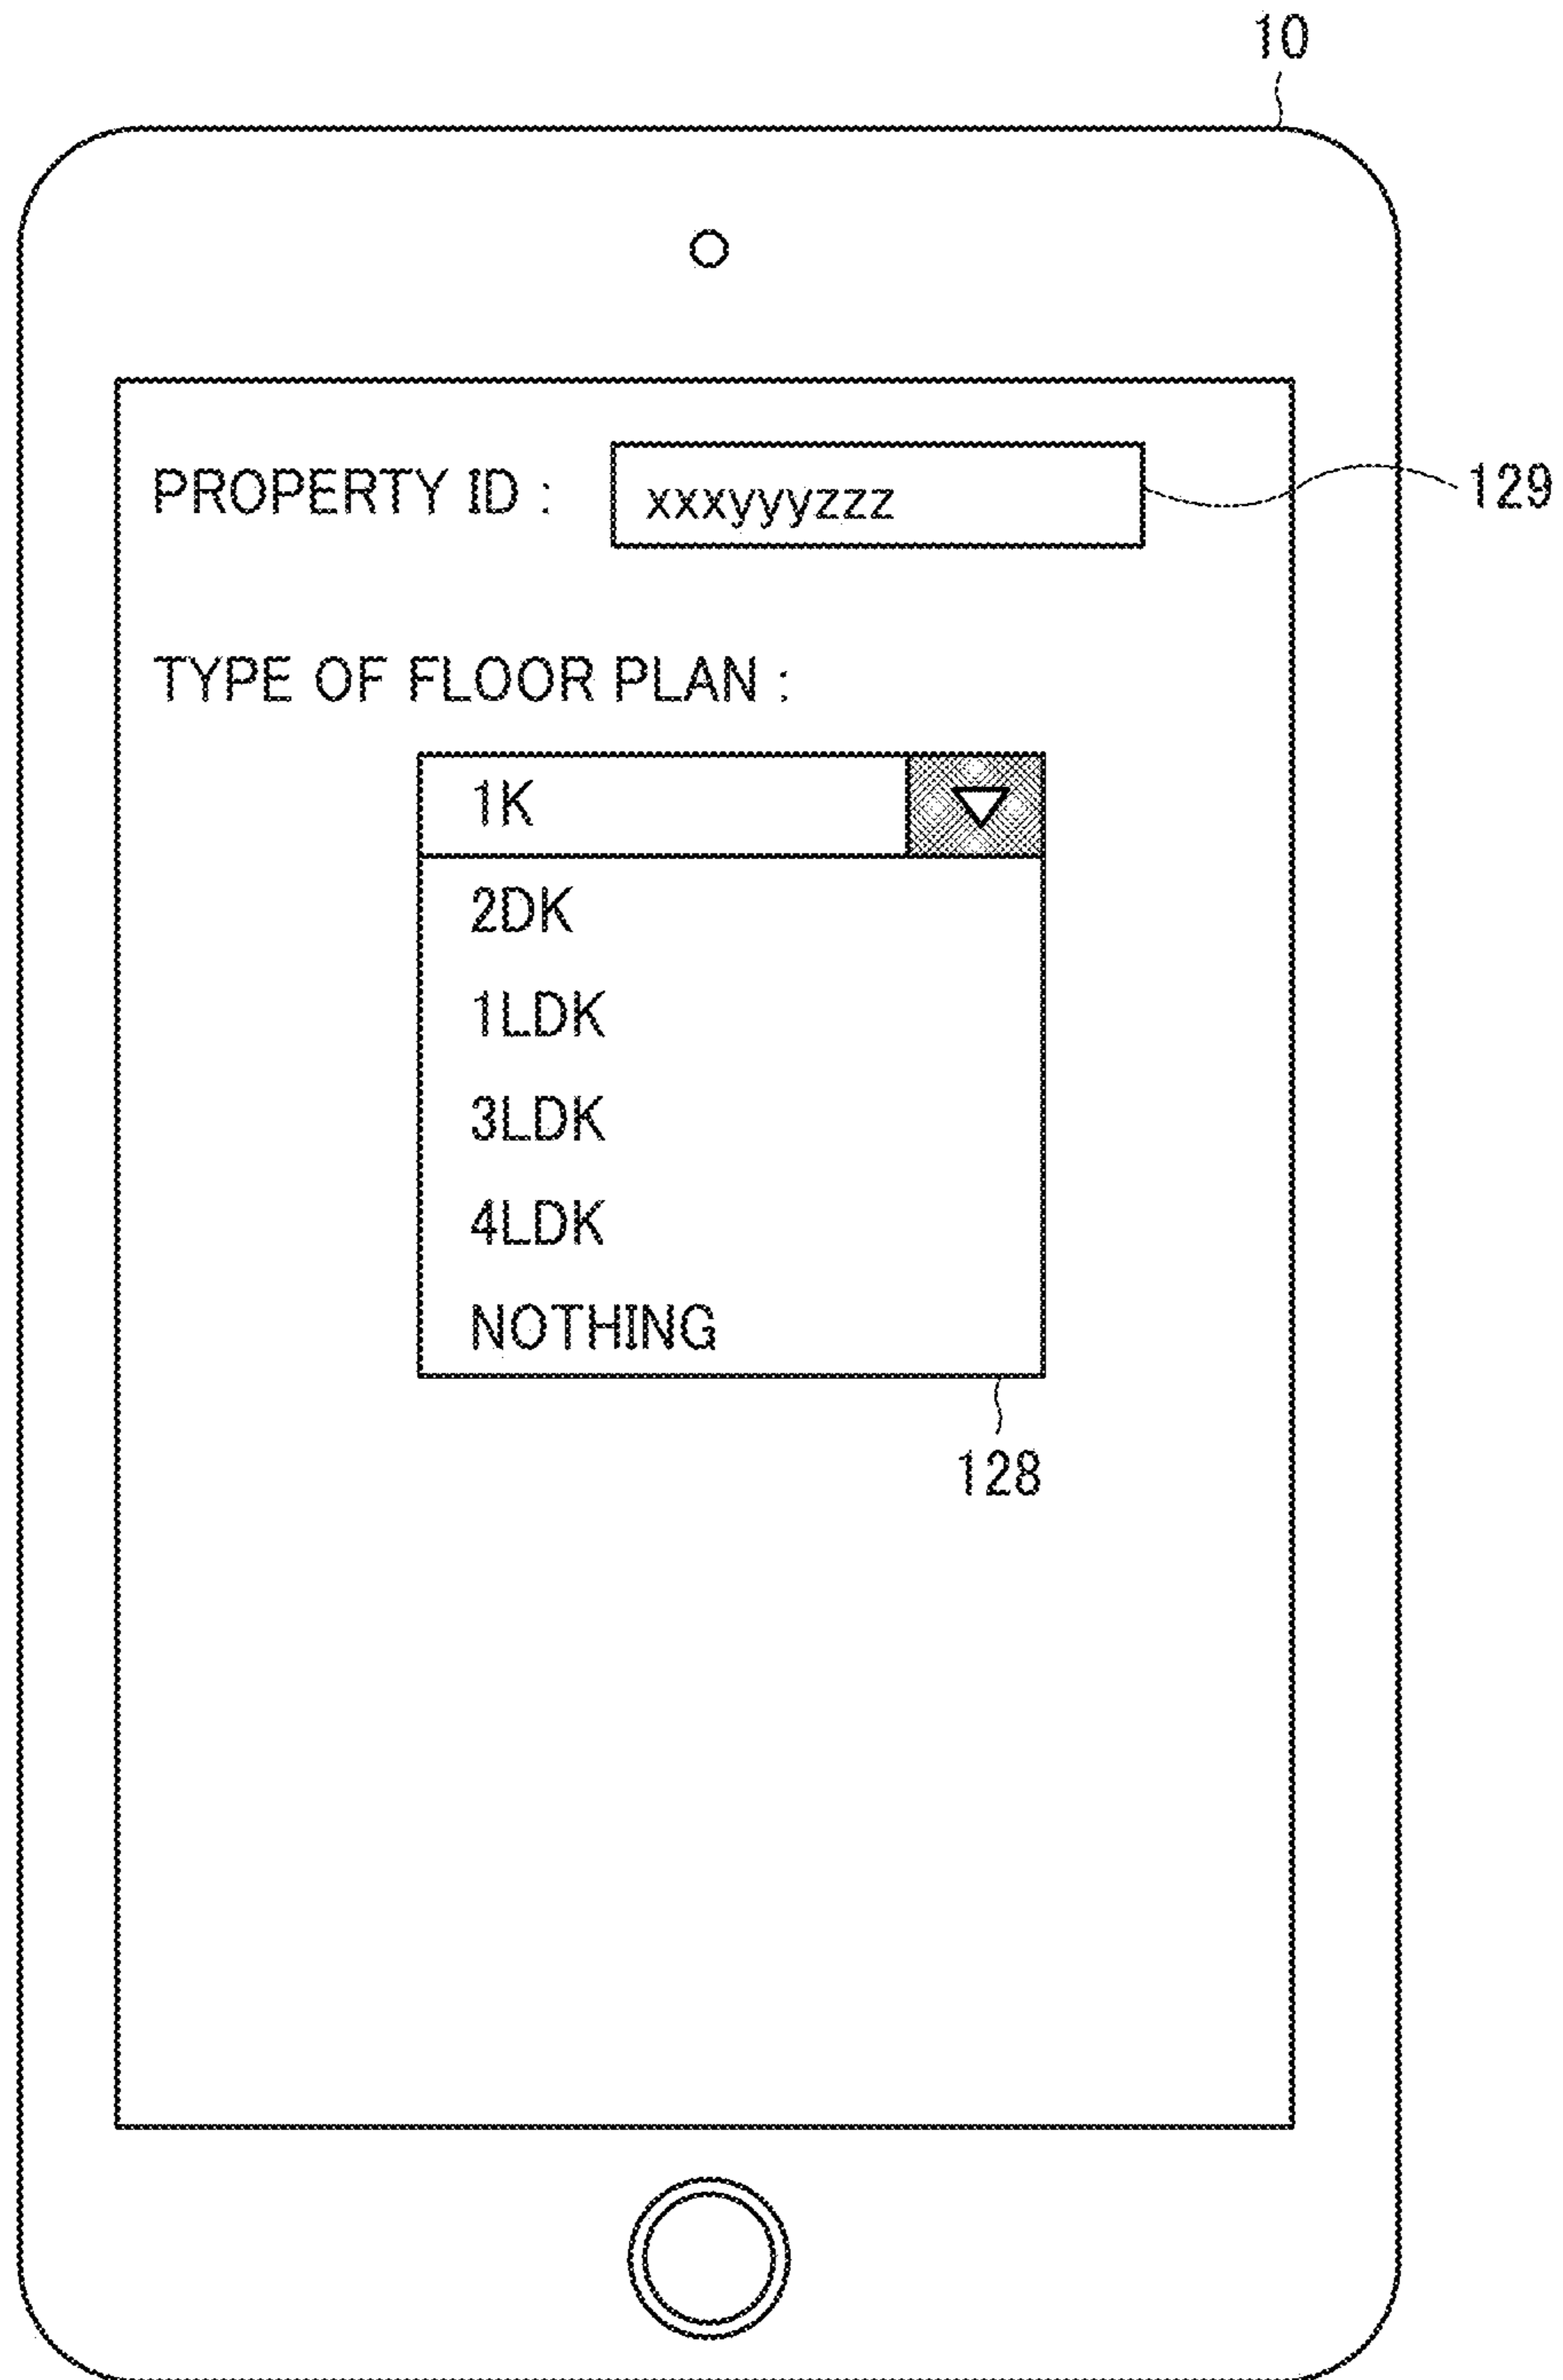 10
PROPERTY ID : xxxyyyzzz
129
TYPE OF FLOOR PLAN :
1K
2DK
1LDK
3LDK
4LDK
NOTHING
128